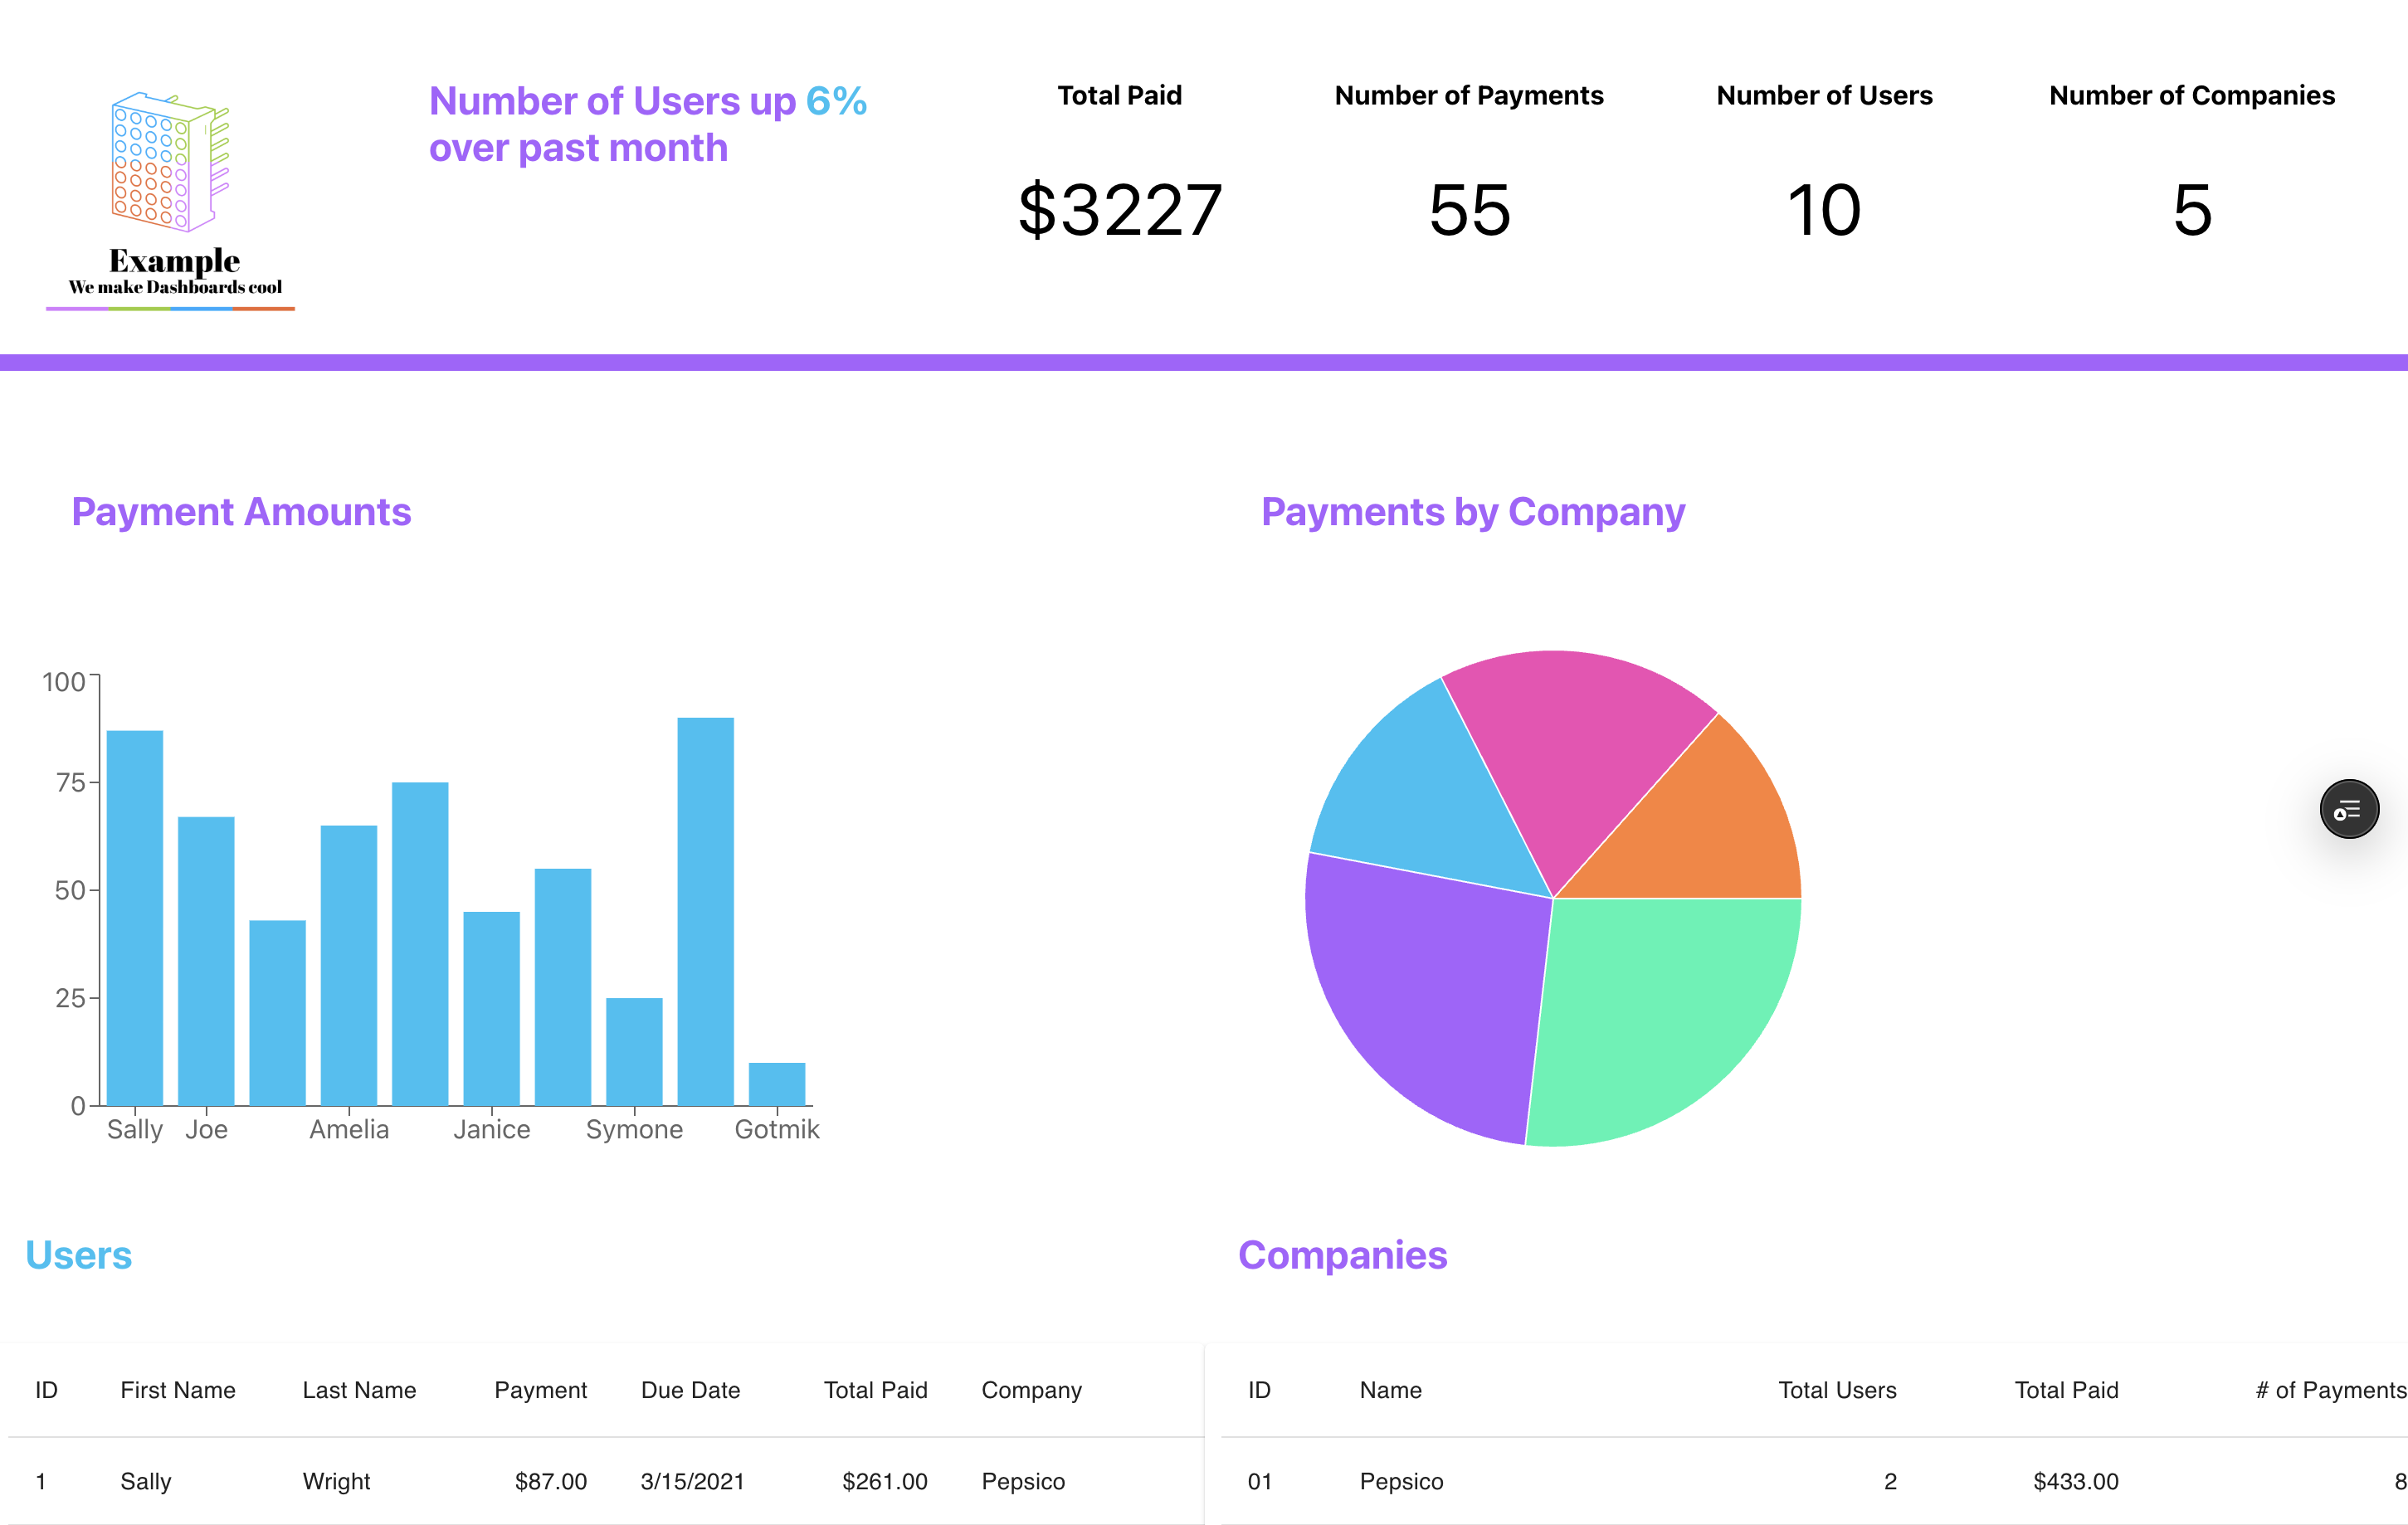 Number of Users up 6%
over past month
Total Paid
Number of Payments
Number of Users
Number of Companies
$3227
55
10
5
Example
We make Dashboards cool
Payment Amounts
100
75
50
25
0
Sally Joe Amelia Janice Symone Gotmik
Payments by Company
Users
ID First Name Last Name Payment Due Date Total Paid Company
1 Sally Wright $87.00 3/15/2021 $261.00 Pepsico
Companies
ID Name Total Users Total Paid # of Payments
01 Pepsico 2 $433.00 8